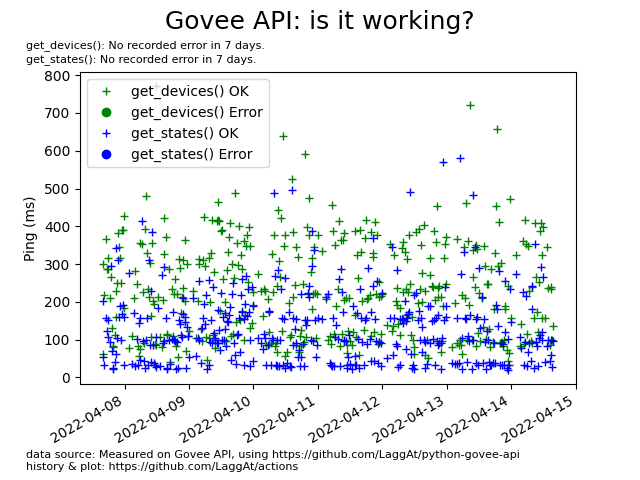 Govee API: is it working?
get_devices(): No recorded error in 7 days.
get_states(): No recorded error in 7 days.
get_devices() OK
get_devices() Error
get_states() OK
get_states() Error
Ping (ms)
800
700
600
500
400
300
200
100
0
2022-04-08
2022-04-09
2022-04-10
2022-04-11
2022-04-12
2022-04-13
2022-04-14
2022-04-15
data source: Measured on Govee API, using https://github.com/LaggAt/python-govee-api
history & plot: https://github.com/LaggAt/actions